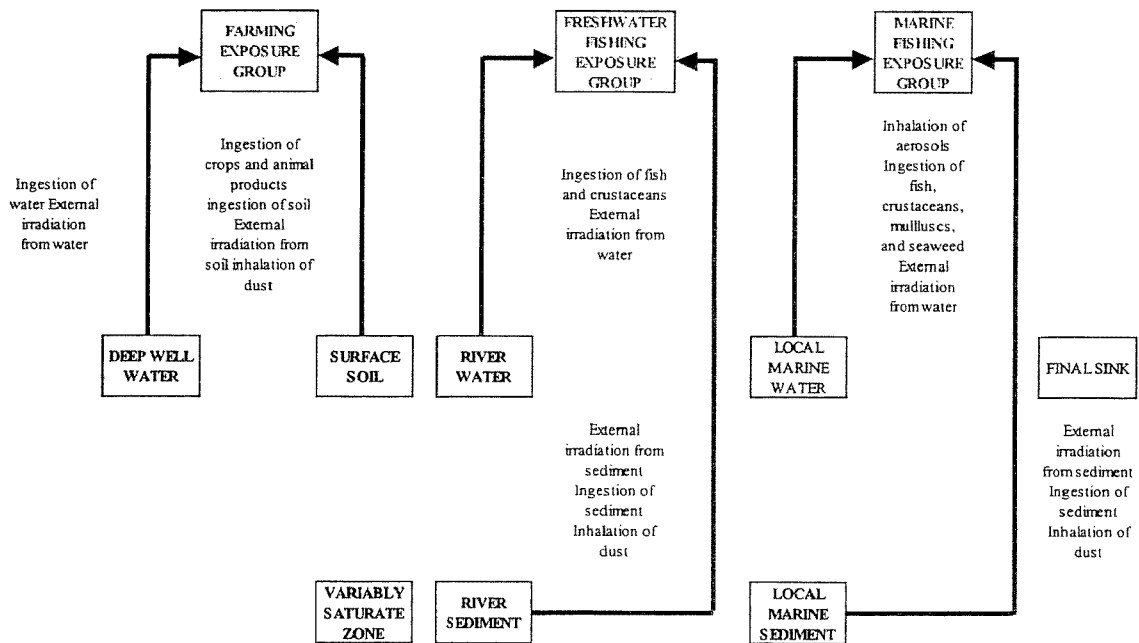 FARMING
EXPOSURE
GROUP
FRESHWATER
FISHING
EXPOSURE
GROUP
MARINE
FISHING
EXPOSURE
GROUP
Ingestion of
water External
irradiation
from water
Ingestion of
crops and animal
products
ingestion of soil
External
irradiation from
soil inhalation of
dust
Ingestion of fish
and crustaceans
External
irradiation from
water
Inhalation of
aerosols
Ingestion of
fish,
crustaceans,
mullluscs,
and seaweed
External
irradiation
from water
DEEP WELL
WATER
SURFACE
SOIL
RIVER
WATER
LOCAL
MARINE
WATER
FINAL SINK
External
irradiation from
sediment
Ingestion of
sediment
Inhalation of
dust
External
irradiation
from sediment
Ingestion of
sediment
Inhalation of
dust
VARIABLY
SATURATE
ZONE
RIVER
SEDIMENT
LOCAL
MARINE
SEDIMENT